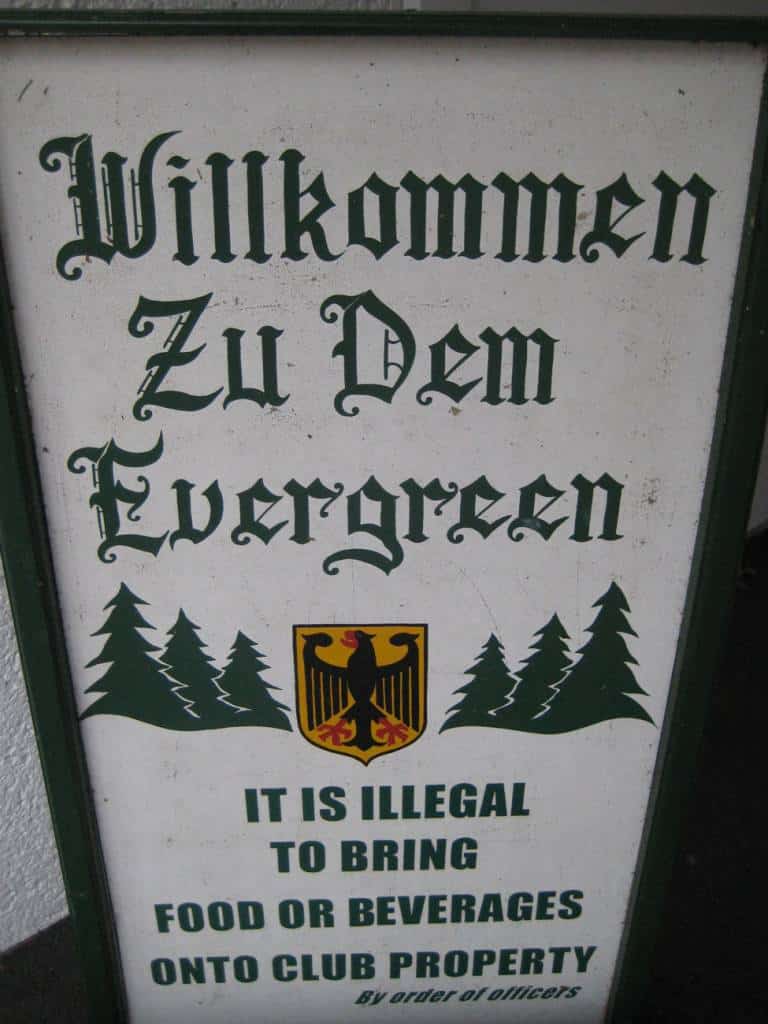 Willkommen
Zu Dem
Evergreen
IT IS ILLEGAL
TO BRING
FOOD OR BEVERAGES
ONTO CLUB PROPERTY
By order of officers